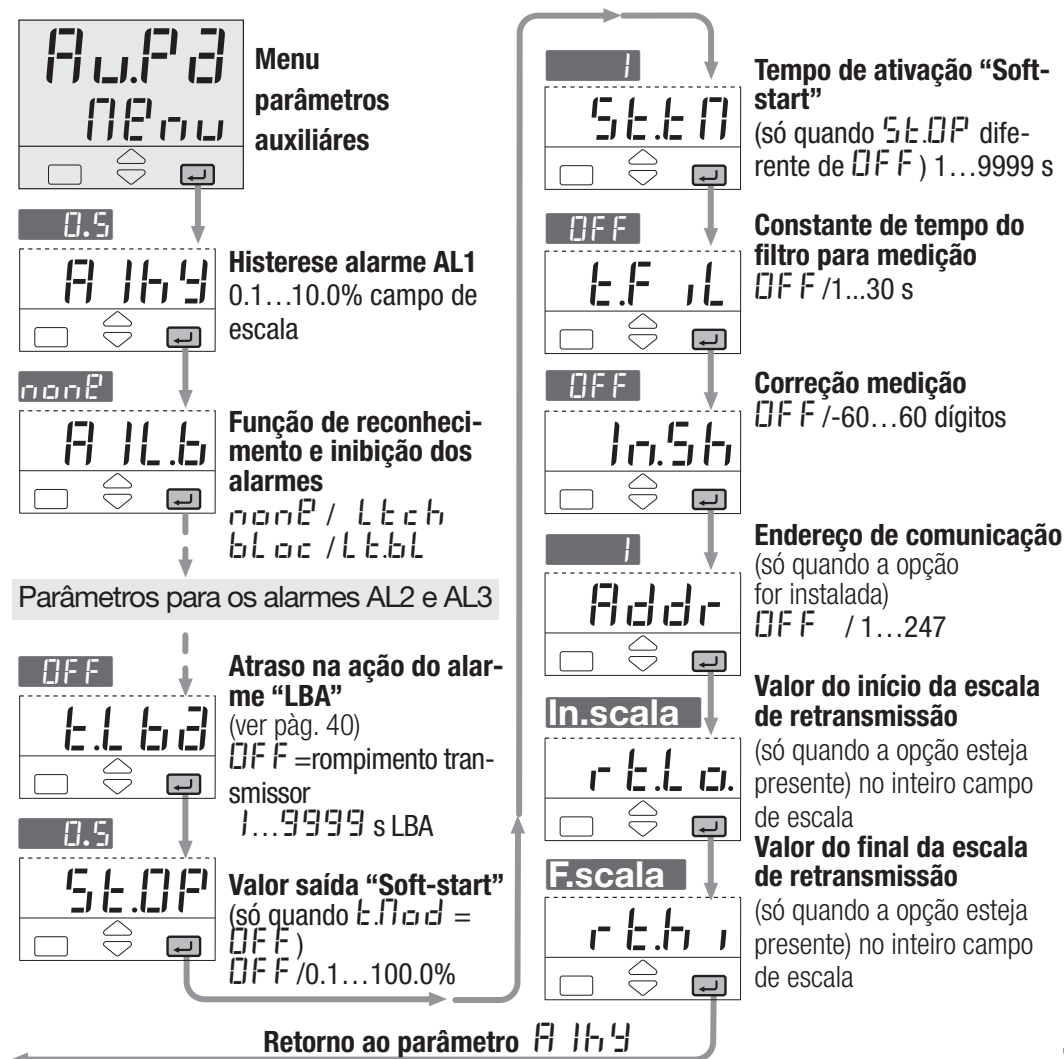 Au.Pa
Menu
Menu
parâmetros
auxiliáres
0.5
A1hy
Histerese alarme AL1
0.1…10.0% campo de
escala
none
A1L.b
Função de reconheci-
mento e inibição dos
alarmes
none / Ltch
bLoc / Lt.bL
Parâmetros para os alarmes AL2 e AL3
OFF
t.Lba
Atraso na ação do alar-
me “LBA”
(ver pàg. 40)
OFF =rompimento tran-
smissor
1…9999 s LBA
0.5
St.OP
Valor saída “Soft-start”
(só quando t.Mod =
OFF)
OFF /0.1…100.0%
1
St.tM
Tempo de ativação “Soft-
start”
(só quando St.OP dife-
rente de OFF) 1…9999 s
OFF
t.FiL
Constante de tempo do
filtro para medição
OFF /1...30 s
OFF
In.Sh
Correção medição
OFF /-60…60 dígitos
1
Addr
Endereço de comunicação
(só quando a opção
for instalada)
OFF / 1…247
In.scala
rt.Lo.
Valor do início da escala
de retransmissão
(só quando a opção esteja
presente) no inteiro campo
de escala
F.scala
rt.hi
Valor do final da escala
de retransmissão
(só quando a opção esteja
presente) no inteiro campo
de escala
Retorno ao parâmetro A1hy